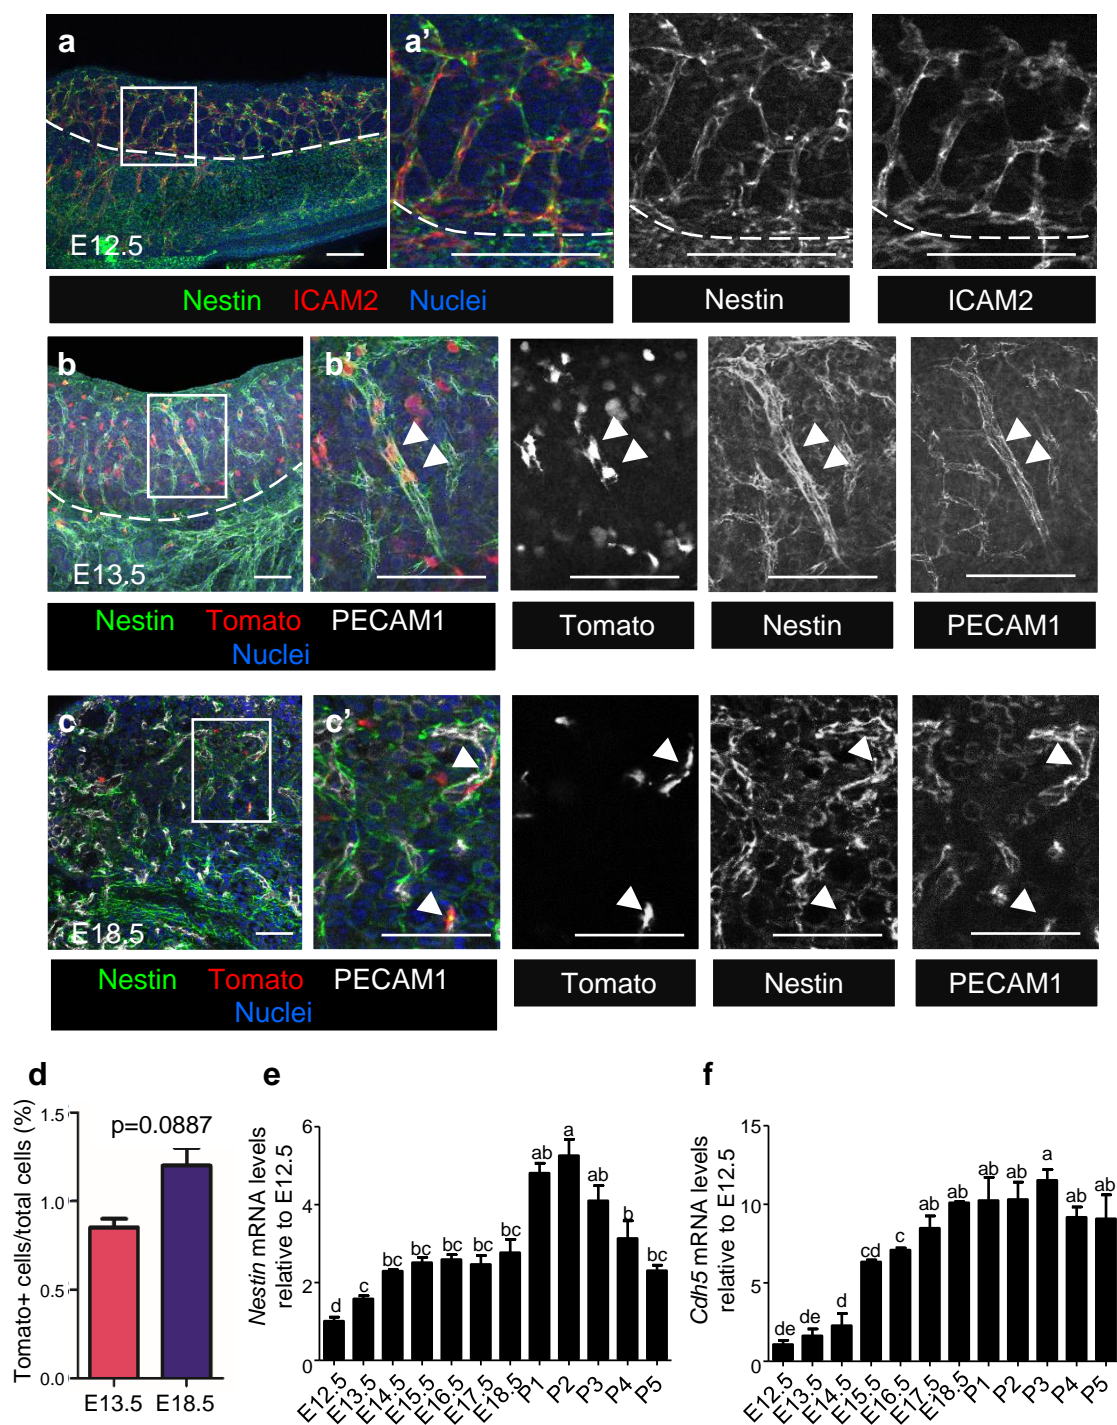 a
a'
E12.5
Nestin ICAM2 Nuclei
Nestin
ICAM2
b
b'
E13.5
Nestin Tomato PECAM1
Nuclei
Tomato
Nestin
PECAM1
c
c'
E18.5
Nestin Tomato PECAM1
Nuclei
Tomato
Nestin
PECAM1
d
Tomato+ cells/total cells (%)
1.5
1.0
0.5
0.0
p=0.0887
E13.5 E18.5
e
Nestin mRNA levels
relative to E12.5
6
4
2
0
d c bc bc bc bc bc ab a ab b bc
E12.5 E13.5 E14.5 E15.5 E16.5 E17.5 E18.5 P1 P2 P3 P4 P5
f
Cdh5 mRNA levels
relative to E12.5
15
10
5
0
de de d cd c ab ab ab ab a ab ab
E12.5 E13.5 E14.5 E15.5 E16.5 E17.5 E18.5 P1 P2 P3 P4 P5